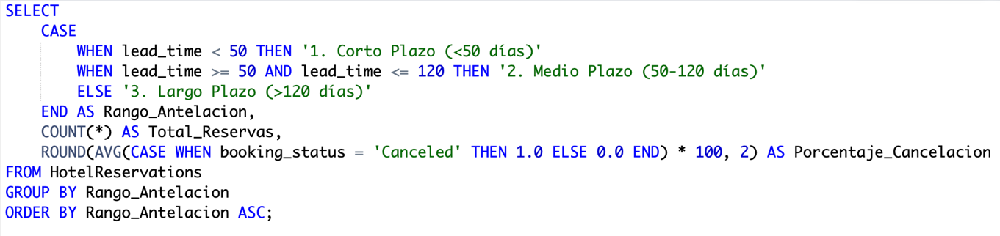 SELECT
    CASE
        WHEN lead_time < 50 THEN '1. Corto Plazo (<50 días)'
        WHEN lead_time >= 50 AND lead_time <= 120 THEN '2. Medio Plazo (50-120 días)'
        ELSE '3. Largo Plazo (>120 días)'
    END AS Rango_Antelacion,
    COUNT(*) AS Total_Reservas,
    ROUND(AVG(CASE WHEN booking_status = 'Canceled' THEN 1.0 ELSE 0.0 END) * 100, 2) AS Porcentaje_Cancelacion
FROM HotelReservations
GROUP BY Rango_Antelacion
ORDER BY Rango_Antelacion ASC;